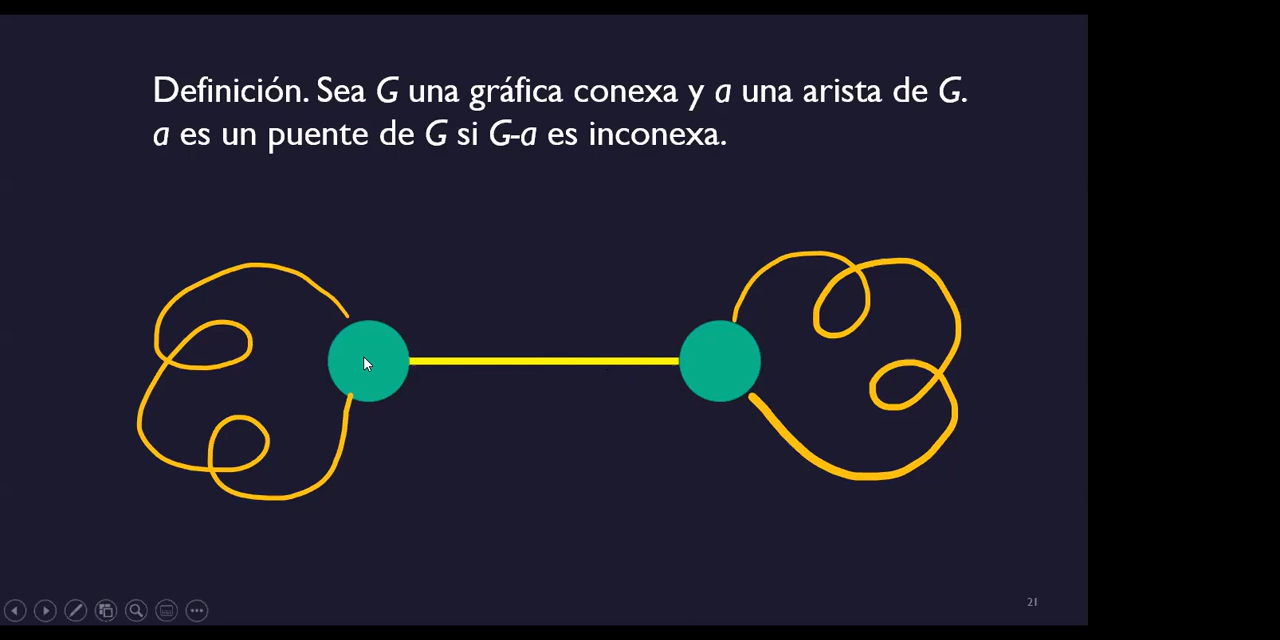 Definición. Sea G una gráfica conexa y a una arista de G.
a es un puente de G si G-a es inconexa.
21